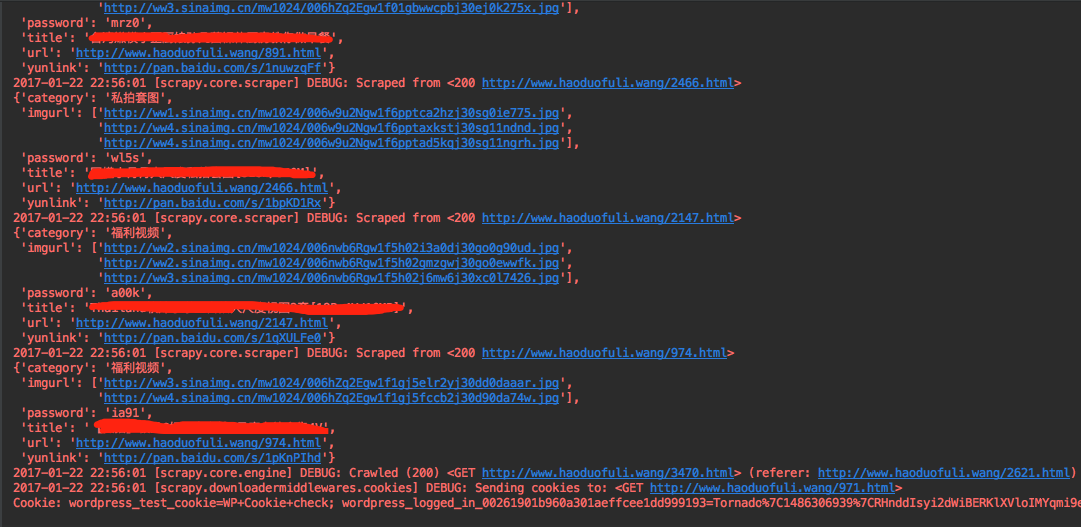 'http://ww3.sinaimg.cn/mw1024/006hZq2Egw1f01gbwwcpbj30ej0k275x.jpg'],
'password': 'mrz0',
'title': '
'url': 'http://www.haoduofuli.wang/891.html',
'yunlink': 'http://pan.baidu.com/s/1nuwzqFf'}
2017-01-22 22:56:01 [scrapy.core.scraper] DEBUG: Scraped from <200 http://www.haoduofuli.wang/2466.html>
{'category': '私拍套图',
'imgurl': ['http://ww1.sinaimg.cn/mw1024/006w9u2Ngw1f6pptca2hzj30sg0ie775.jpg',
'http://ww4.sinaimg.cn/mw1024/006w9u2Ngw1f6pptaxkstj30sg11ndnd.jpg',
'http://ww4.sinaimg.cn/mw1024/006w9u2Ngw1f6pptad5kqj30sg11ngrh.jpg'],
'password': 'wl5s',
'title': '
'url': 'http://www.haoduofuli.wang/2466.html',
'yunlink': 'http://pan.baidu.com/s/1bpKD1Rx'}
2017-01-22 22:56:01 [scrapy.core.scraper] DEBUG: Scraped from <200 http://www.haoduofuli.wang/2147.html>
{'category': '福利视频',
'imgurl': ['http://ww2.sinaimg.cn/mw1024/006nwb6Rgw1f5h02i3a0dj30go0g90ud.jpg',
'http://ww2.sinaimg.cn/mw1024/006nwb6Rgw1f5h02gmzgwj30go0ewwfk.jpg',
'http://ww3.sinaimg.cn/mw1024/006nwb6Rgw1f5h02j6mw6j30xc0l7426.jpg'],
'password': 'a00k',
'title': '
'url': 'http://www.haoduofuli.wang/2147.html',
'yunlink': 'http://pan.baidu.com/s/1qXULFe0'}
2017-01-22 22:56:01 [scrapy.core.scraper] DEBUG: Scraped from <200 http://www.haoduofuli.wang/974.html>
{'category': '福利视频',
'imgurl': ['http://ww3.sinaimg.cn/mw1024/006hZq2Egw1f1gj5elr2yj30dd0daaar.jpg',
'http://ww4.sinaimg.cn/mw1024/006hZq2Egw1f1gj5fccb2j30d90da74w.jpg'],
'password': 'ia91',
'title': '
'url': 'http://www.haoduofuli.wang/974.html',
'yunlink': 'http://pan.baidu.com/s/1pKnPIhd'}
2017-01-22 22:56:01 [scrapy.core.engine] DEBUG: Crawled (200) <GET http://www.haoduofuli.wang/3470.html> (referer: http://www.haoduofuli.wang/2621.html)
2017-01-22 22:56:01 [scrapy.downloadermiddlewares.cookies] DEBUG: Sending cookies to: <GET http://www.haoduofuli.wang/971.html>
Cookie: wordpress_test_cookie=WP+Cookie+check; wordpress_logged_in_00261901b960a301aeffcee1dd999193=Tornado%7C1486306939%7CRHnddIsyi2dWiBERKlXVloIMYqmi9e